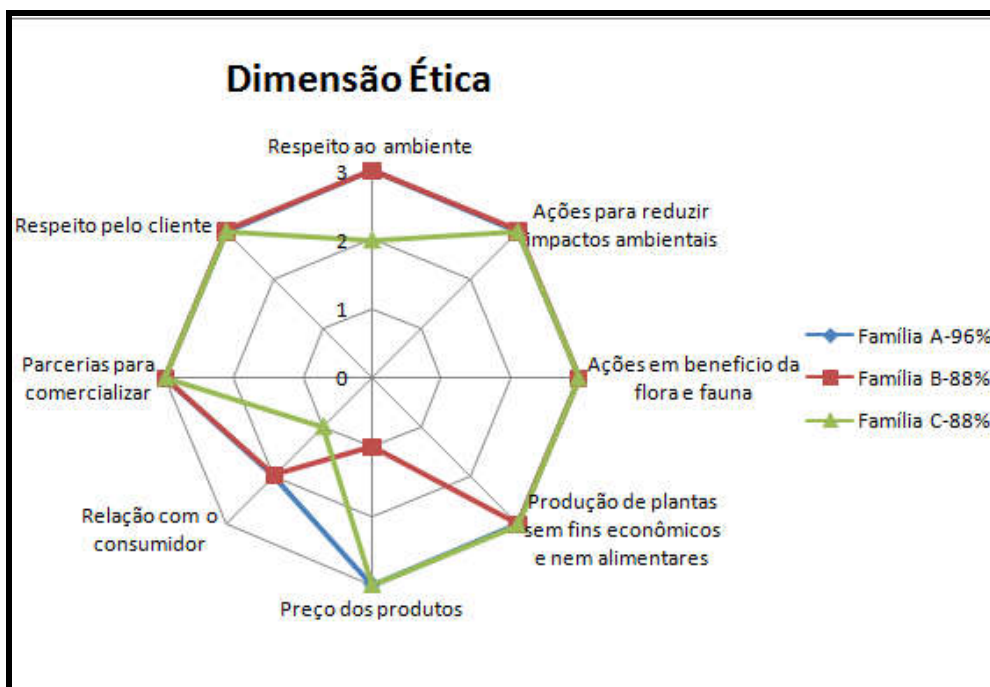 Dimensão Ética
Respeito ao ambiente
3
Ações para reduzir
impactos ambientais
Respeito pelo cliente
2
1
0
Parcerias para
comercializar
Ações em beneficio da
flora e fauna
Família A-96%
Família B-88%
Família C-88%
Relação com o
consumidor
Produção de plantas
sem fins econômicos
e nem alimentares
Preço dos produtos